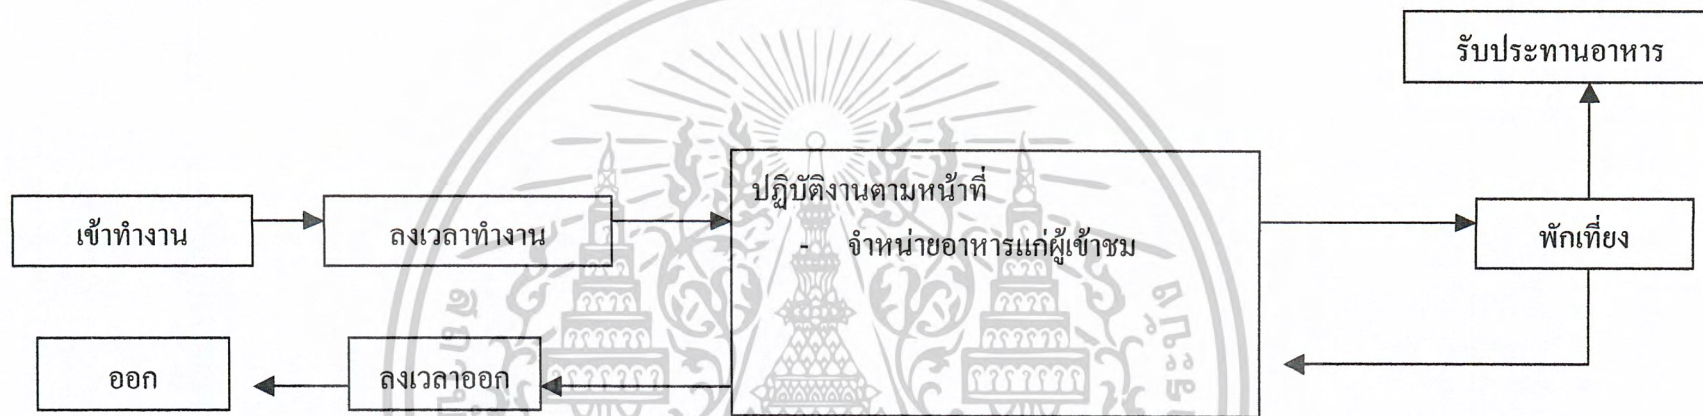 รับประทานอาหาร
เข้าทำงาน
ลงเวลาทำงาน
ปฏิบัติงานตามหน้าที่
- จำหน่ายอาหารแก่ผู้เข้าชม
พักเที่ยง
ออก
ลงเวลาออก